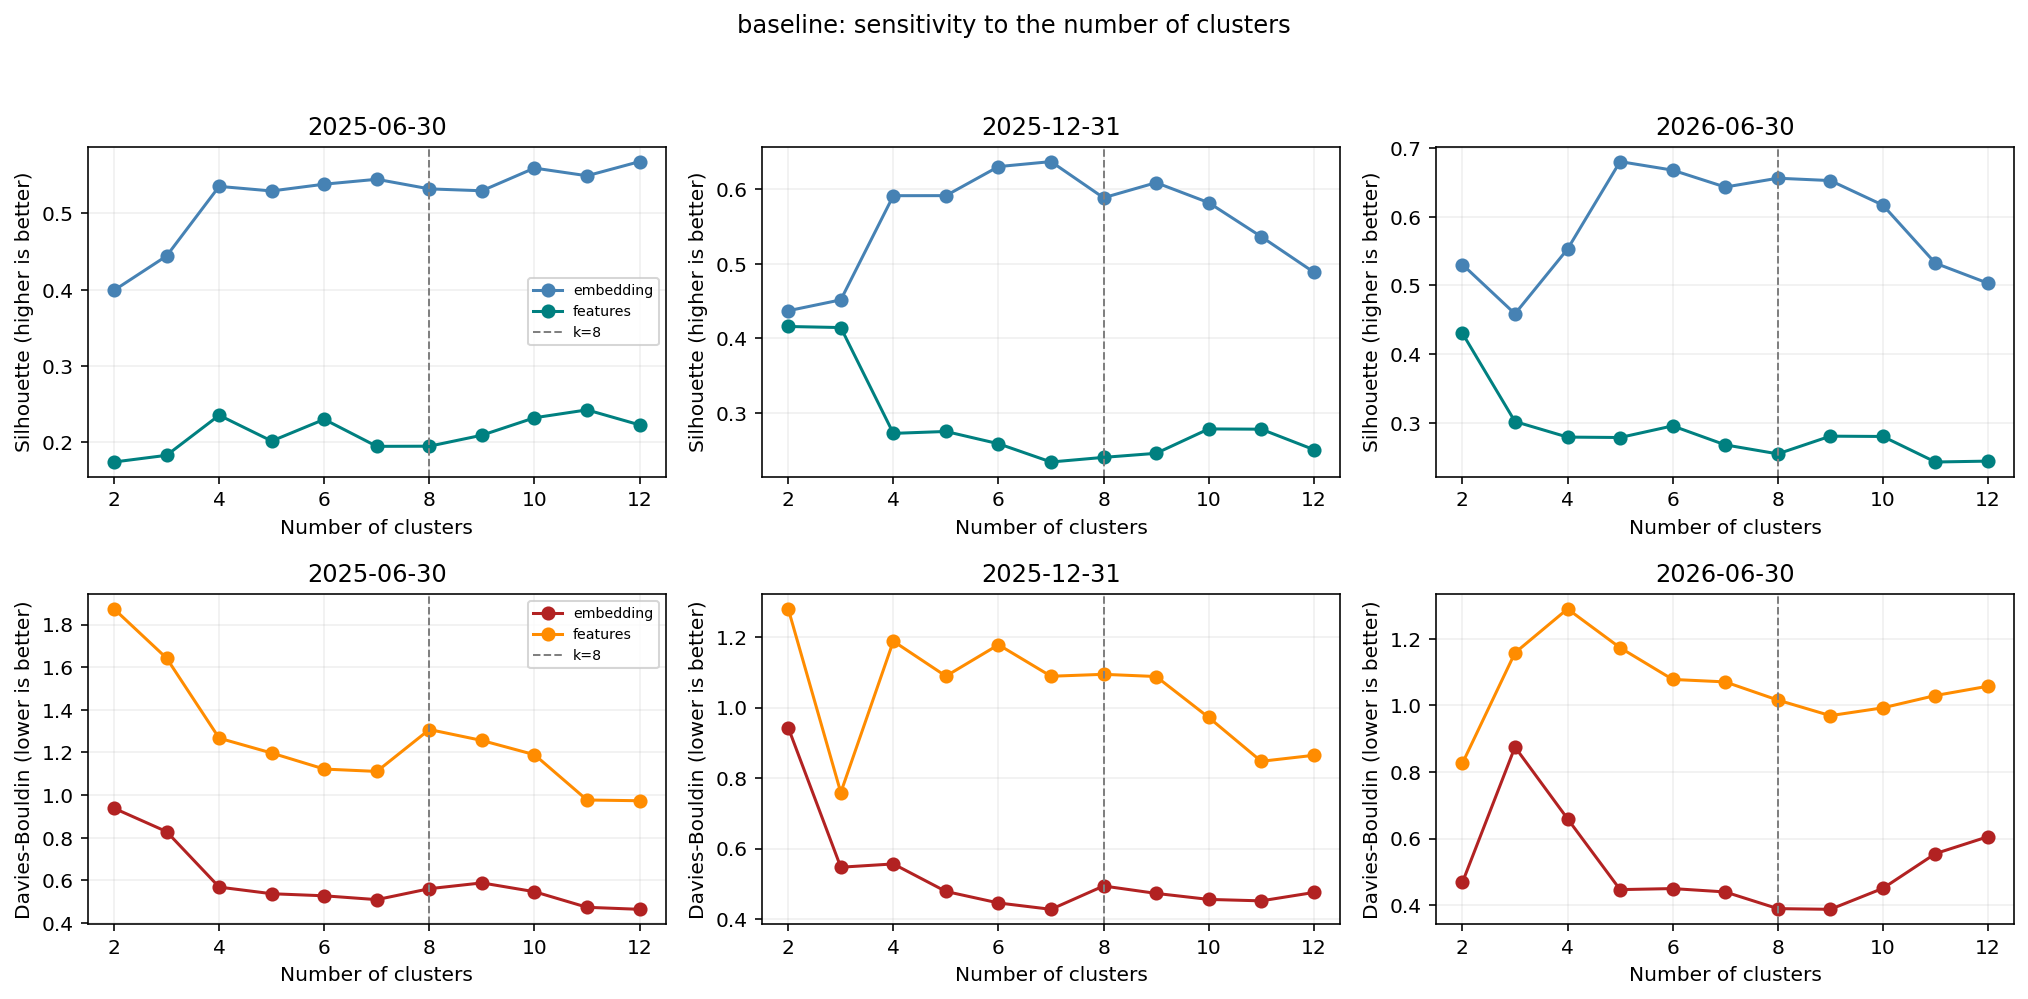 baseline: sensitivity to the number of clusters
2025-06-30
Silhouette (higher is better)
0.5
0.4
0.3
0.2
embedding
features
k=8
2 4 6 8 10 12
Number of clusters
2025-12-31
Silhouette (higher is better)
0.6
0.5
0.4
0.3
2 4 6 8 10 12
Number of clusters
2026-06-30
Silhouette (higher is better)
0.7
0.6
0.5
0.4
0.3
2 4 6 8 10 12
Number of clusters
2025-06-30
Davies-Bouldin (lower is better)
1.8
1.6
1.4
1.2
1.0
0.8
0.6
0.4
embedding
features
k=8
2 4 6 8 10 12
Number of clusters
2025-12-31
Davies-Bouldin (lower is better)
1.2
1.0
0.8
0.6
0.4
2 4 6 8 10 12
Number of clusters
2026-06-30
Davies-Bouldin (lower is better)
1.2
1.0
0.8
0.6
0.4
2 4 6 8 10 12
Number of clusters